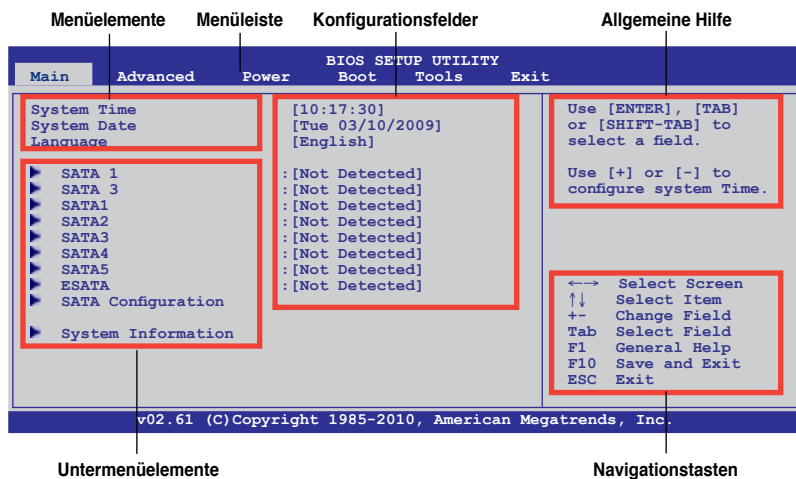 Menüelemente Menüleiste Konfigurationsfelder Allgemeine Hilfe
BIOS SETUP UTILITY
Main Advanced Power Boot Tools Exit
System Time [10:17:30]
System Date [Tue 03/10/2009]
Language [English]
SATA 1 :[Not Detected]
SATA 3 :[Not Detected]
SATA1 :[Not Detected]
SATA2 :[Not Detected]
SATA3 :[Not Detected]
SATA4 :[Not Detected]
SATA5 :[Not Detected]
ESATA :[Not Detected]
SATA Configuration
System Information
Use [ENTER], [TAB]
or [SHIFT-TAB] to
select a field.
Use [+] or [-] to
configure system Time.
←→ Select Screen
↑↓ Select Item
+- Change Field
Tab Select Field
F1 General Help
F10 Save and Exit
ESC Exit
v02.61 (C)Copyright 1985-2010, American Megatrends, Inc.
Untermenüelemente Navigationstasten